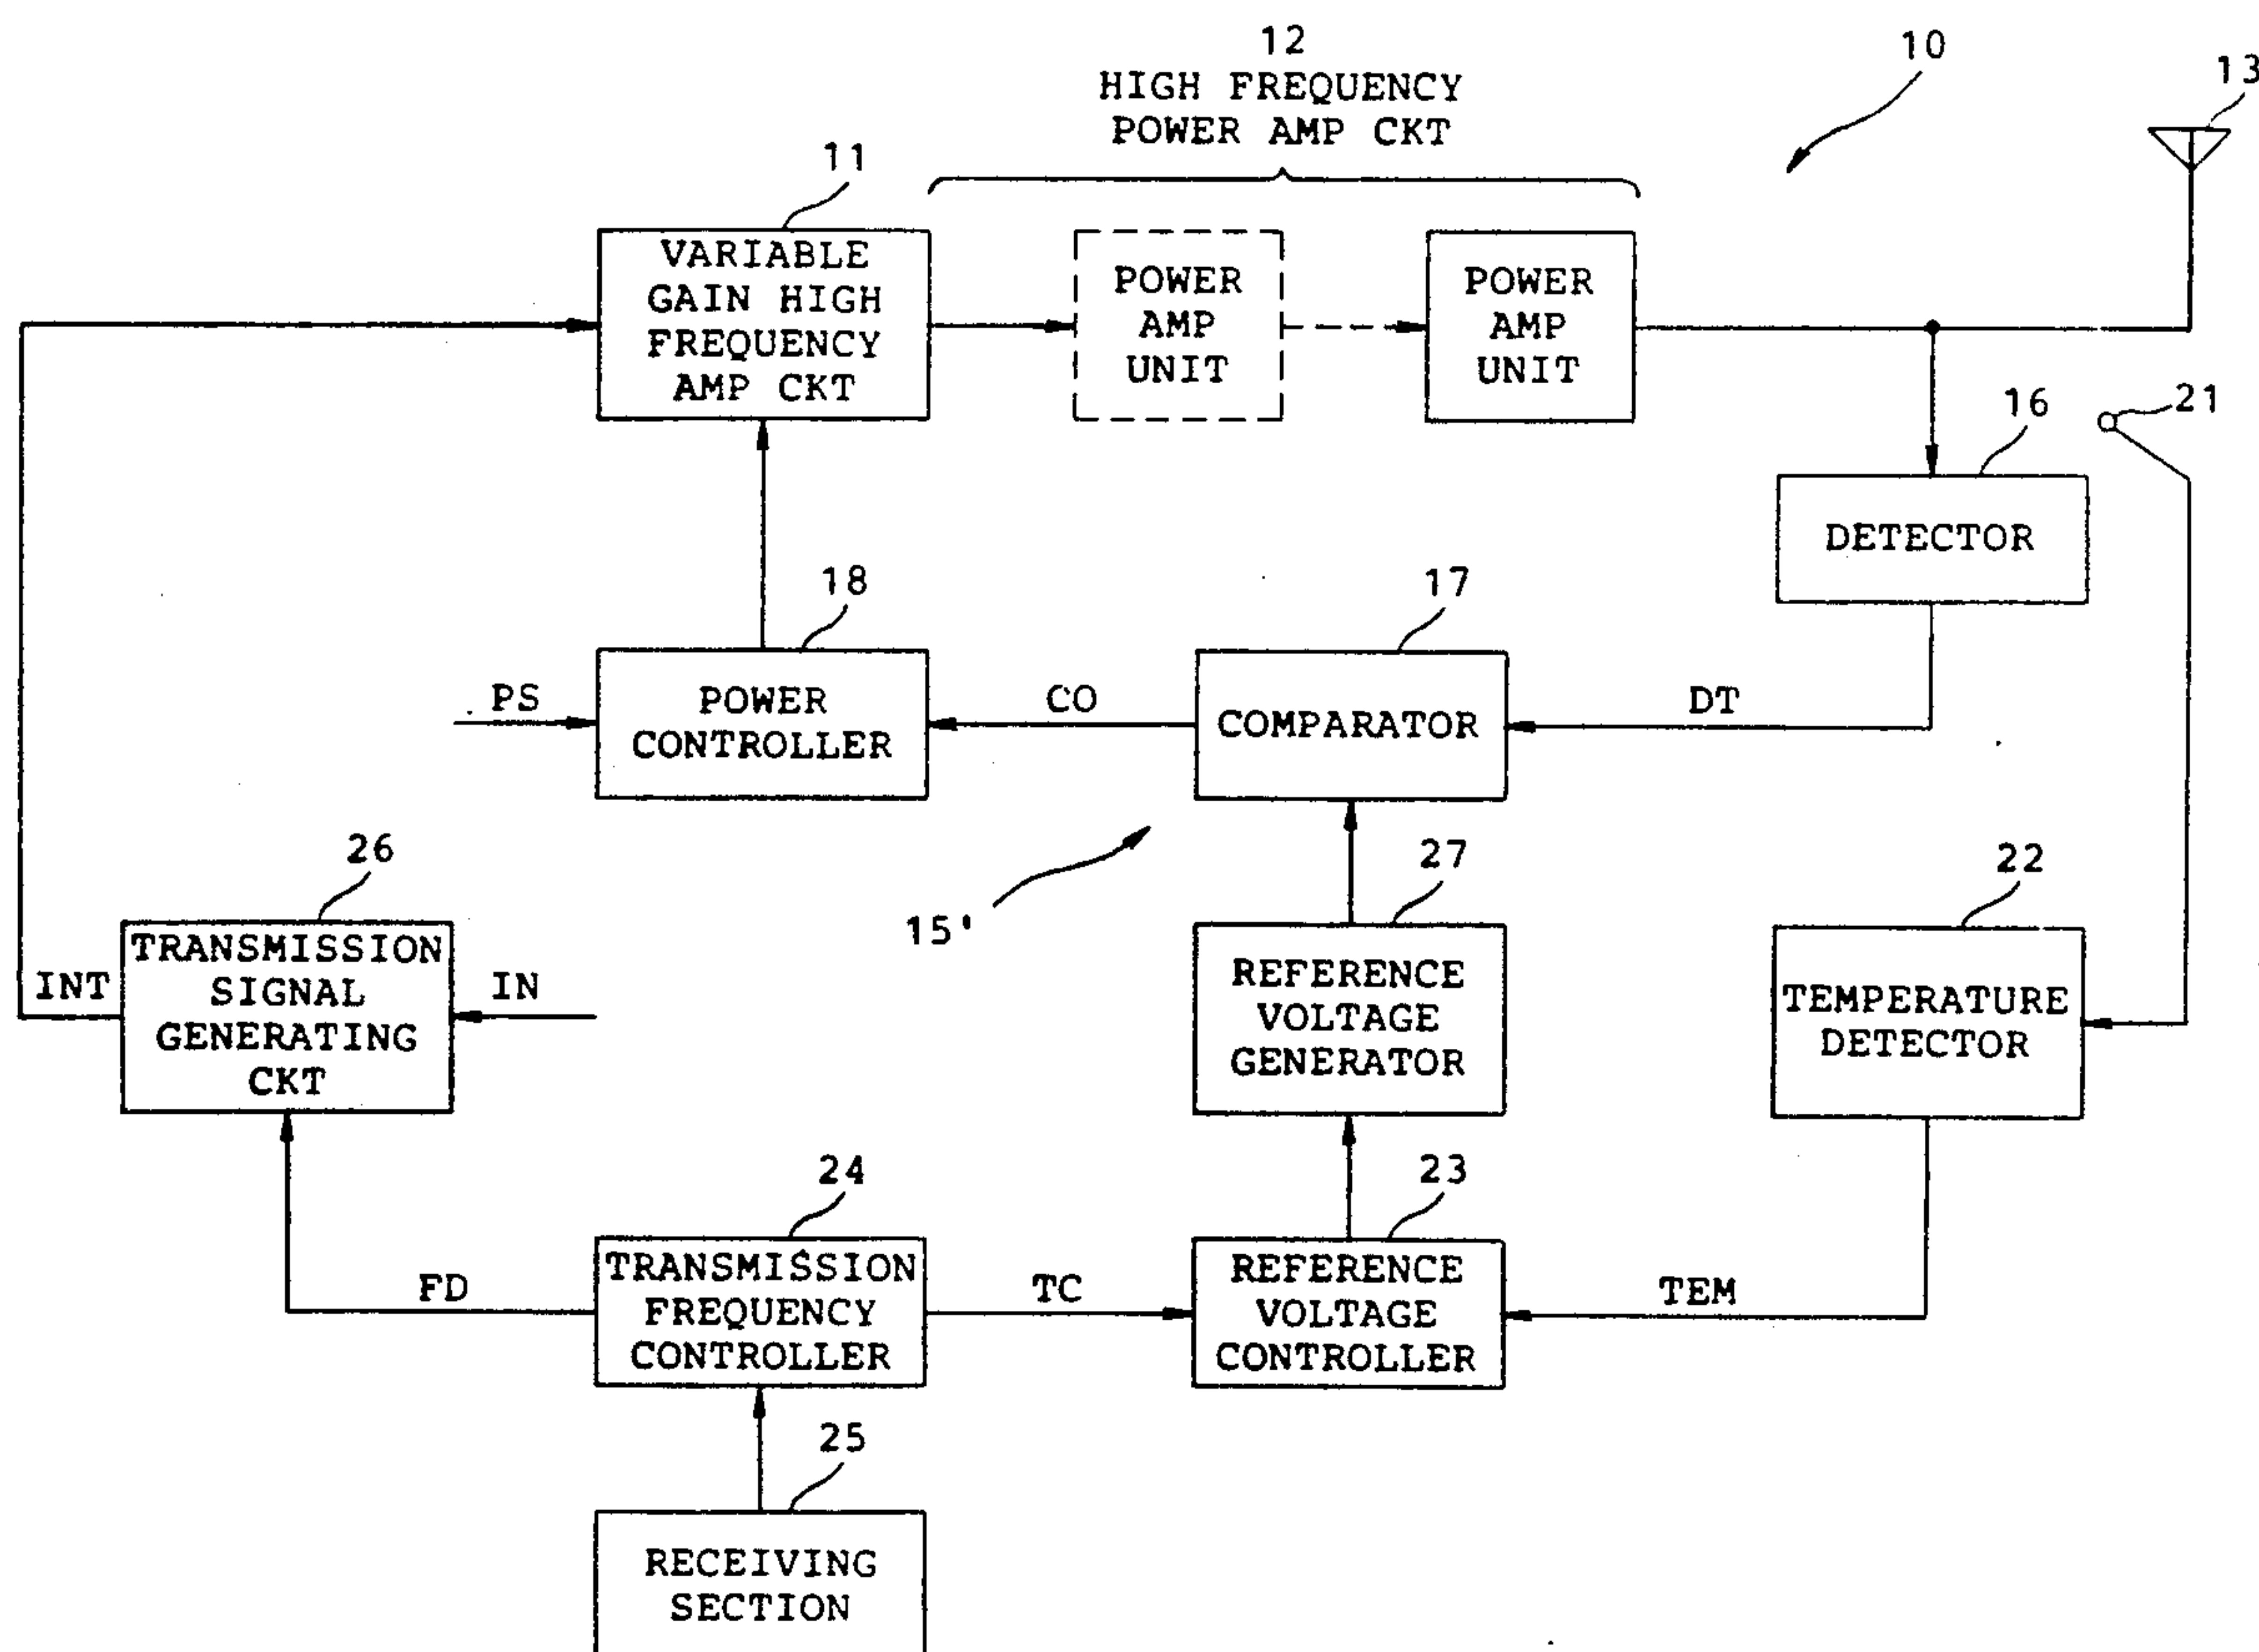 12
HIGH FREQUENCY
POWER AMP CKT
10
13
11
VARIABLE
GAIN HIGH
FREQUENCY
AMP CKT
POWER
AMP
UNIT
POWER
AMP
UNIT
16
21
DETECTOR
18
17
PS
POWER
CONTROLLER
CO
COMPARATOR
DT
26
15'
27
22
INT
TRANSMISSION
SIGNAL
GENERATING
CKT
IN
REFERENCE
VOLTAGE
GENERATOR
TEMPERATURE
DETECTOR
24
23
FD
TRANSMISSION
FREQUENCY
CONTROLLER
TC
REFERENCE
VOLTAGE
CONTROLLER
TEM
25
RECEIVING
SECTION